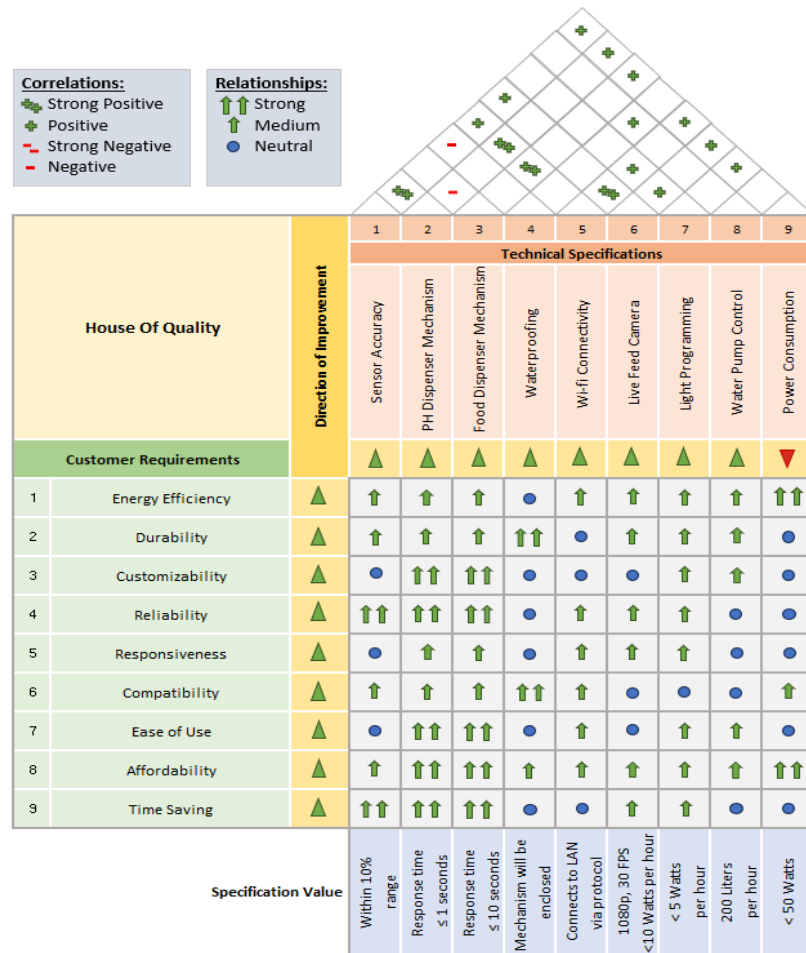 Correlations:
Strong Positive
Positive
Strong Negative
Negative
Relationships:
Strong
Medium
Neutral
1 2 3 4 5 6 7 8 9
Technical Specifications
House Of Quality
Direction of Improvement
Sensor Accuracy
PH Dispenser Mechanism
Food Dispenser Mechanism
Waterproofing
Wi-fi Connectivity
Live Feed Camera
Light Programming
Water Pump Control
Power Consumption
Customer Requirements
1 Energy Efficiency
2 Durability
3 Customizability
4 Reliability
5 Responsiveness
6 Compatibility
7 Ease of Use
8 Affordability
9 Time Saving
Specification Value
Within 10%
range
Response time
≤ 1 seconds
Response time
≤ 10 seconds
Mechanism will be
enclosed
Connects to LAN
via protocol
1080p, 30 FPS
<10 Watts per hour
< 5 Watts
per hour
200 Liters
per hour
< 50 Watts